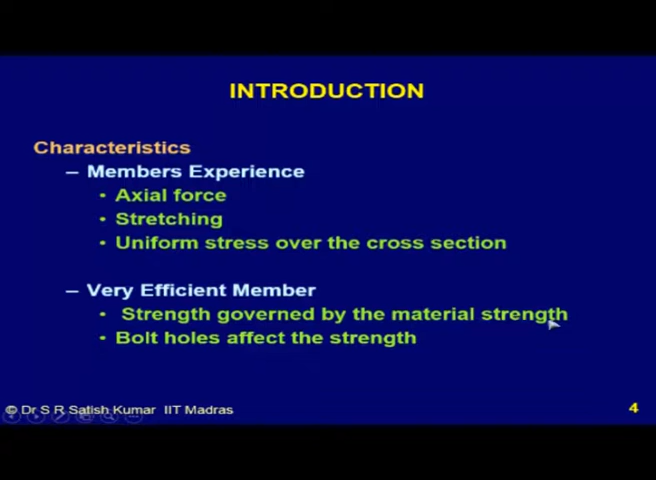 INTRODUCTION
Characteristics
– Members Experience
• Axial force
• Stretching
• Uniform stress over the cross section
– Very Efficient Member
• Strength governed by the material strength
• Bolt holes affect the strength
© Dr S R Satish Kumar IIT Madras
4